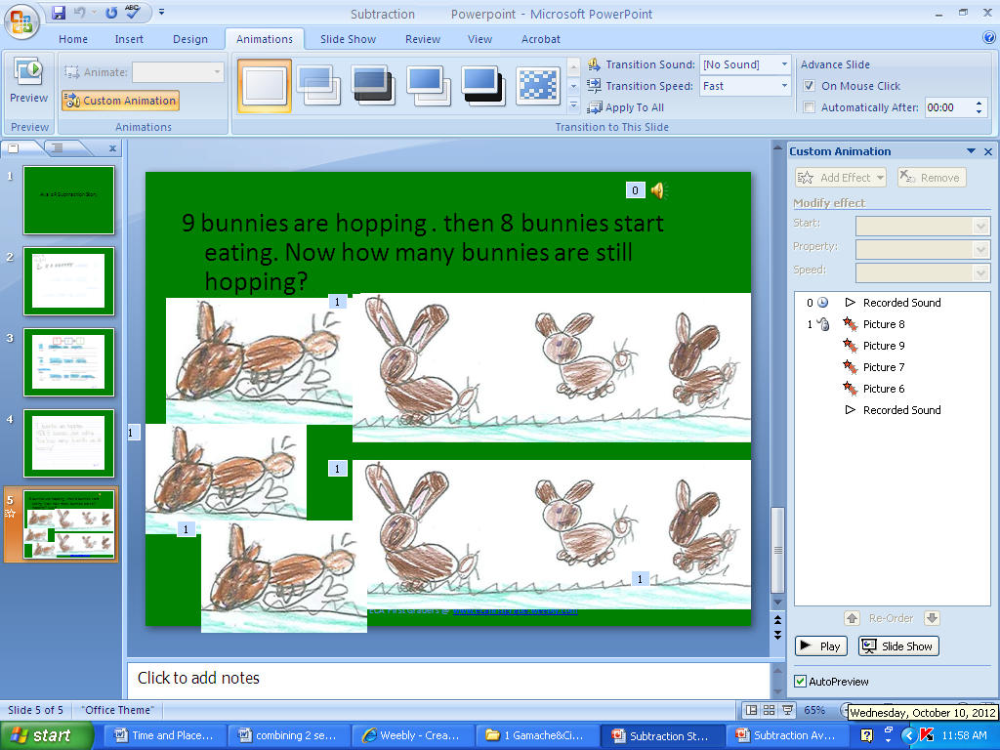 Subtraction Powerpoint - Microsoft PowerPoint
Home Insert Design Animations Slide Show Review View Acrobat
Preview
Preview
Animate:
Custom Animation
Animations
Transition Sound: [No Sound]
Transition Speed: Fast
Apply To All
Transition to This Slide
Advance Slide
On Mouse Click
Automatically After: 00:00
1
2
3
4
5
0
9 bunnies are hopping . then 8 bunnies start
eating. Now how many bunnies are still
hopping?
1
1
1
1
1
ECA First Graders @
Click to add notes
Custom Animation
Add Effect Remove
Modify effect
Start:
Property:
Speed:
0 Recorded Sound
1 Picture 8
Picture 9
Picture 7
Picture 6
Recorded Sound
Re-Order
Play Slide Show
AutoPreview
Slide 5 of 5 "Office Theme" 65%
Wednesday, October 10, 2012
start Time and Place... combining 2 se... Weebly - Crea... 1 Gamache&Ci... Subtraction St... Subtraction Av... 11:58 AM